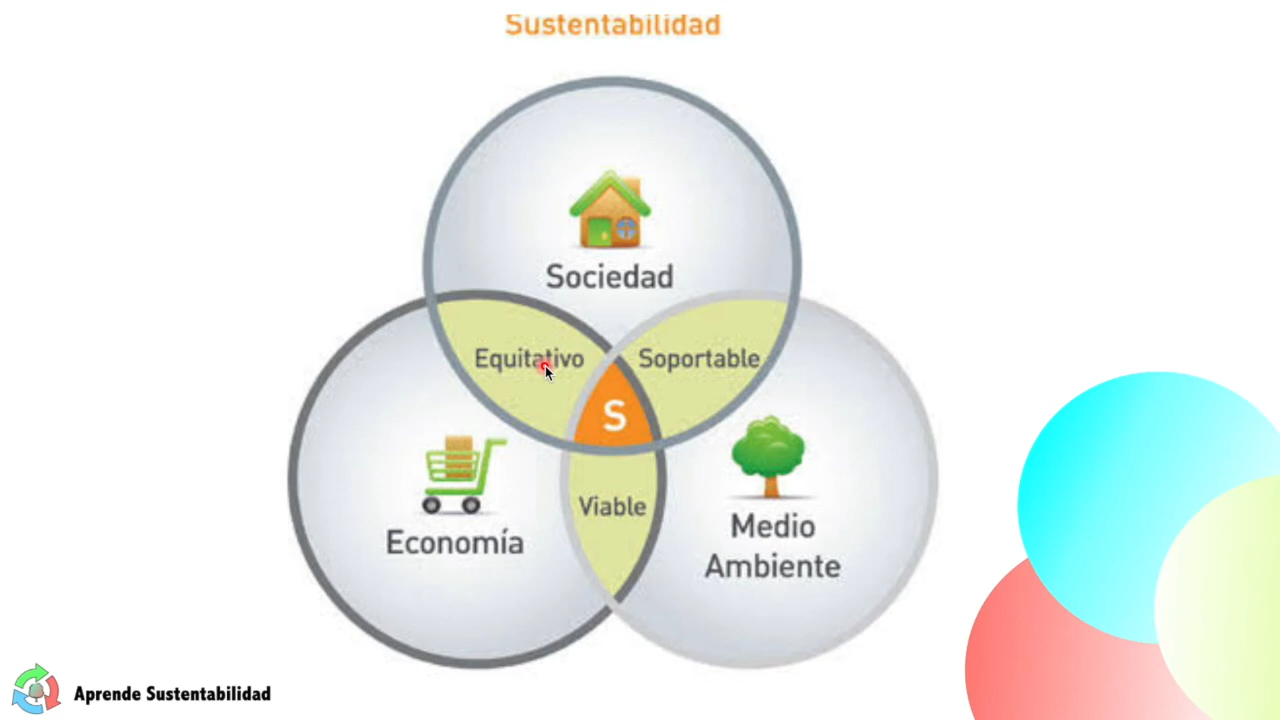 Sustentabilidad
Sociedad
Equitativo
Soportable
S
Viable
Economía
Medio
Ambiente
Aprende Sustentabilidad